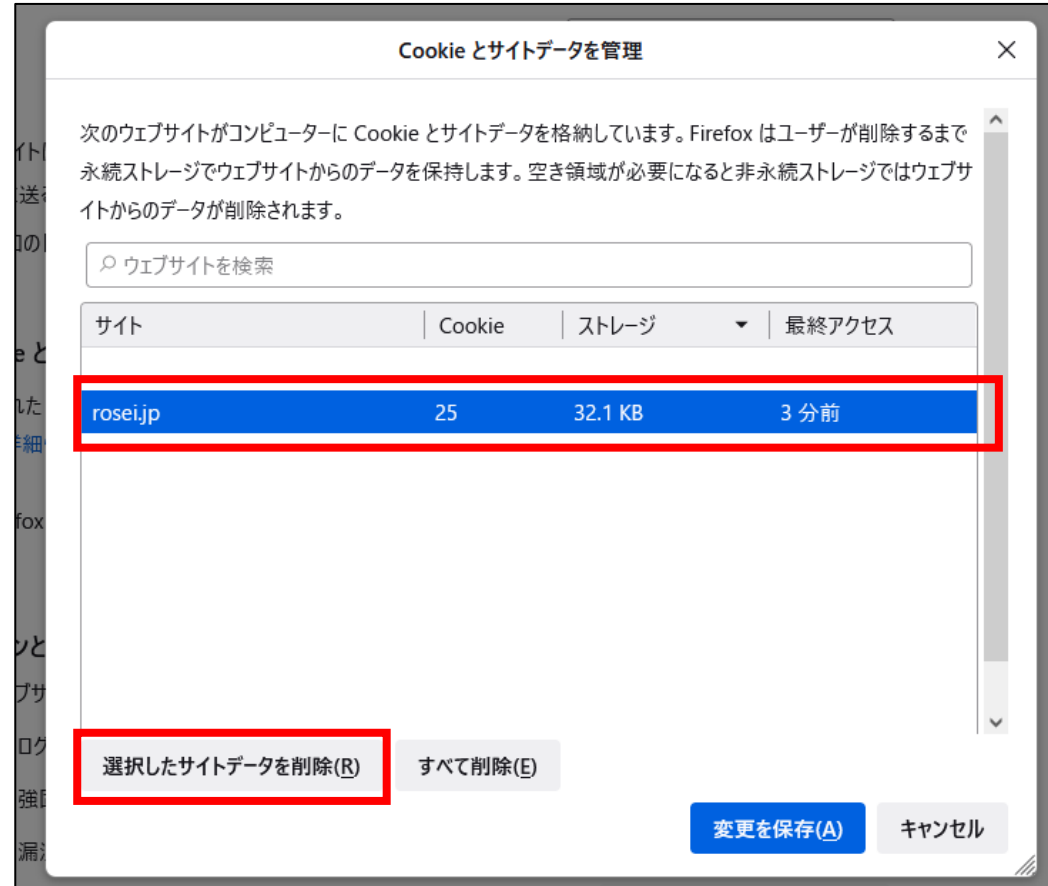 Cookie とサイトデータを管理
次のウェブサイトがコンピューターに Cookie とサイトデータを格納しています。Firefox はユーザーが削除するまで
永続ストレージでウェブサイトからのデータを保持します。空き領域が必要になると非永続ストレージではウェブサ
イトからのデータが削除されます。
ウェブサイトを検索
サイト Cookie ストレージ 最終アクセス
rosei.jp 25 32.1 KB 3 分前
選択したサイトデータを削除(R) すべて削除(E)
変更を保存(A) キャンセル